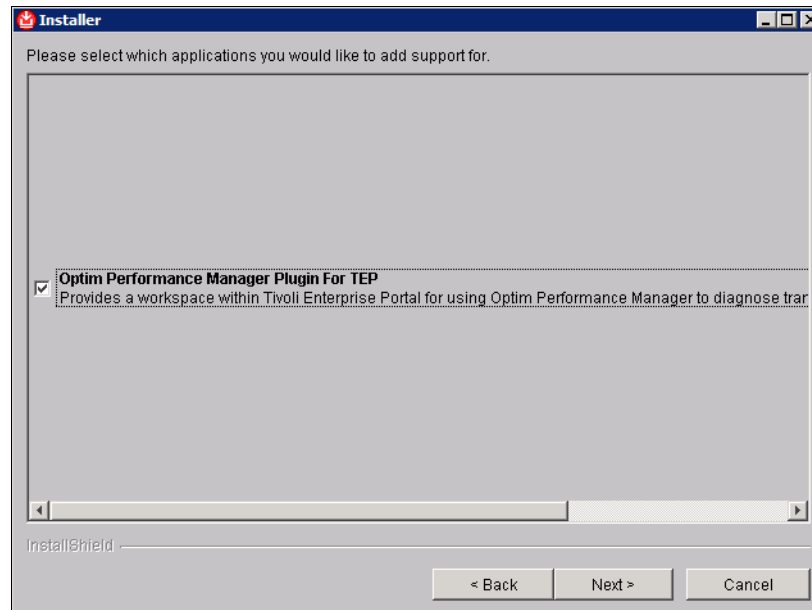 Installer
Please select which applications you would like to add support for.
Optim Performance Manager Plugin For TEP
Provides a workspace within Tivoli Enterprise Portal for using Optim Performance Manager to diagnose tran
InstallShield
< Back Next > Cancel